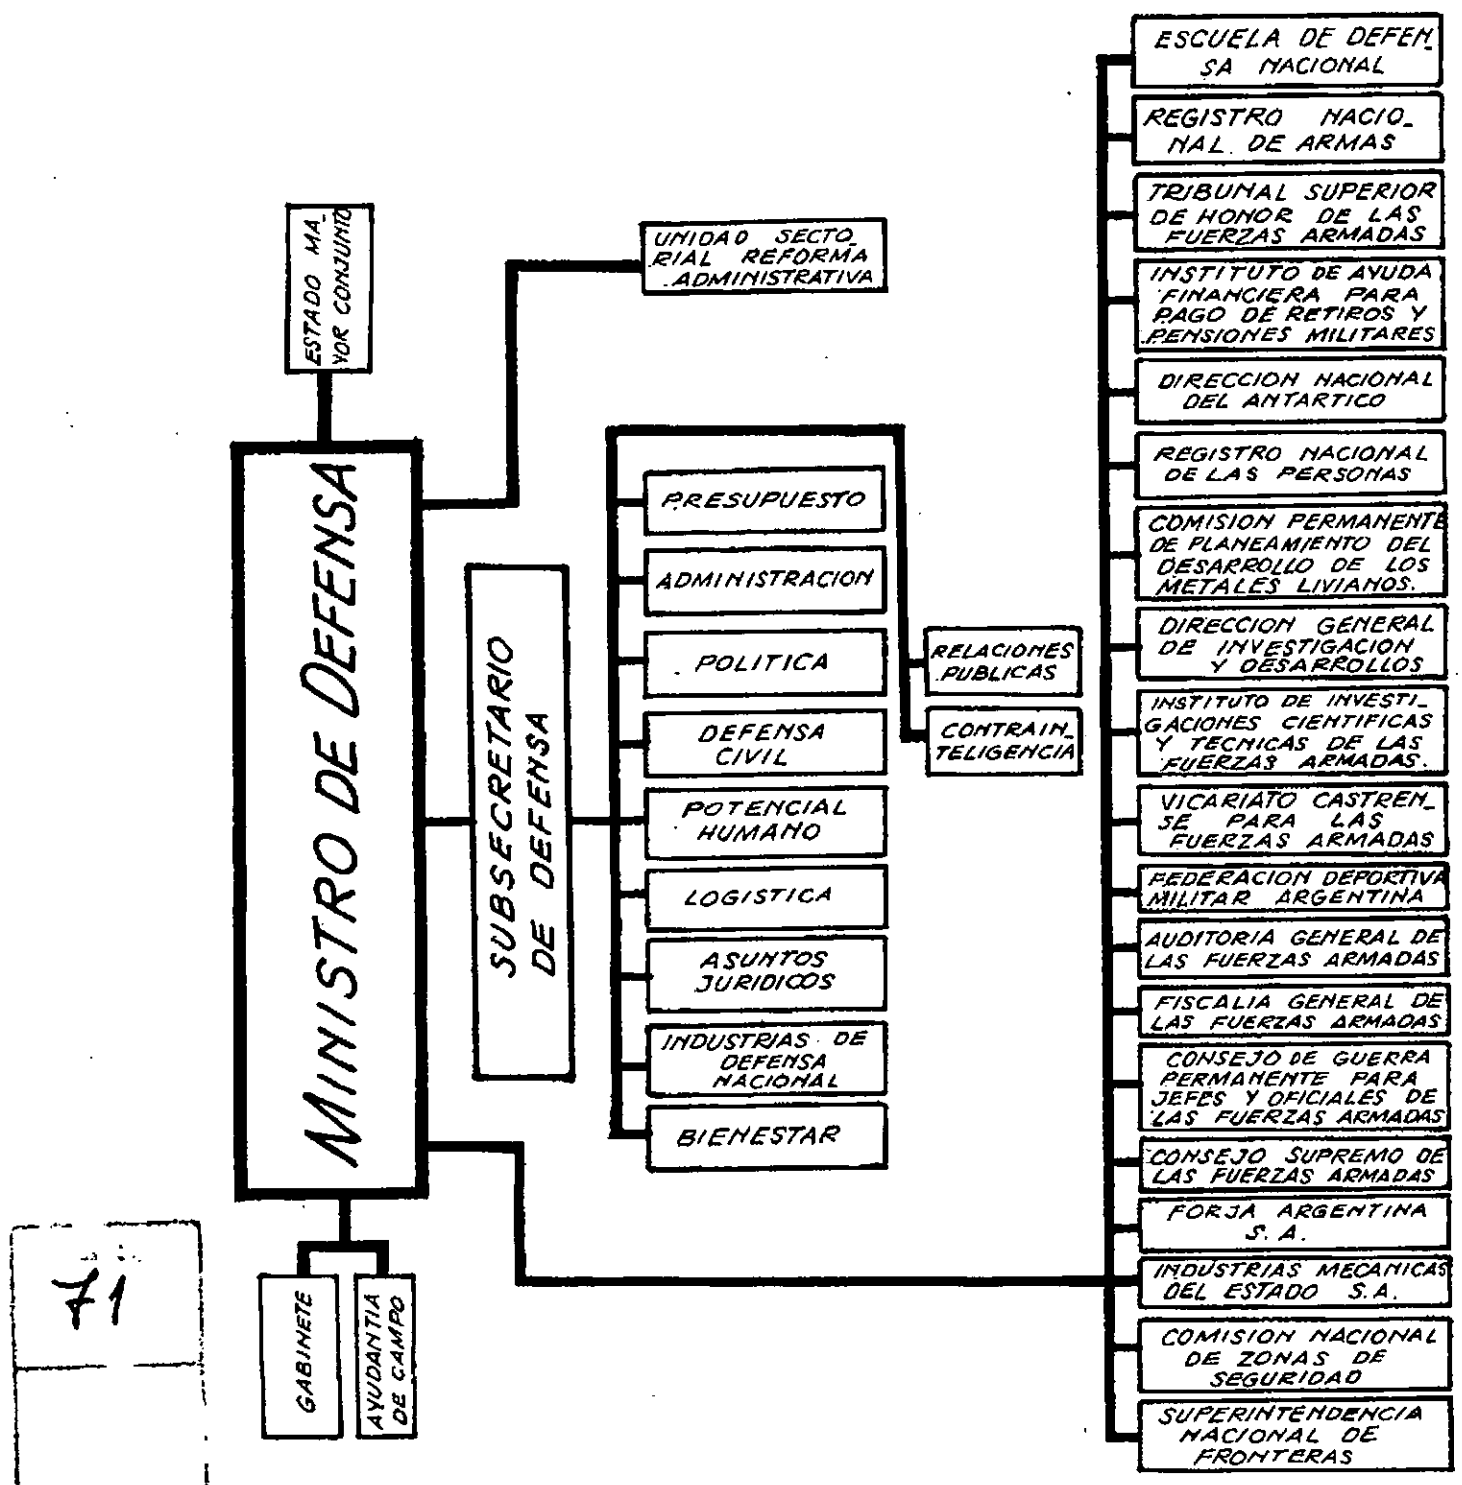 ESTADO MA_
YOR CONJUNTO
MINISTRO DE DEFENSA
GABINETE
AYUDANTIA
DE CAMPO
71
SUBSECRETARIO
DE DEFENSA
UNIDAD SECTO_
RIAL REFORMA
ADMINISTRATIVA
PRESUPUESTO
ADMINISTRACION
POLITICA
DEFENSA
CIVIL
POTENCIAL
HUMANO
LOGISTICA
ASUNTOS
JURIDICOS
INDUSTRIAS DE
DEFENSA
NACIONAL
BIENESTAR
RELACIONES
PUBLICAS
CONTRAIN_
TELIGENCIA
ESCUELA DE DEFEN_
SA NACIONAL
REGISTRO NACIO_
NAL DE ARMAS
TRIBUNAL SUPERIOR
DE HONOR DE LAS
FUERZAS ARMADAS
INSTITUTO DE AYUDA
FINANCIERA PARA
PAGO DE RETIROS Y
PENSIONES MILITARES
DIRECCION NACIONAL
DEL ANTARTICO
REGISTRO NACIONAL
DE LAS PERSONAS
COMISION PERMANENTE
DE PLANEAMIENTO DEL
DESARROLLO DE LOS
METALES LIVIANOS.
DIRECCION GENERAL
DE INVESTIGACION
Y DESARROLLOS
INSTITUTO DE INVESTI_
GACIONES CIENTIFICAS
Y TECNICAS DE LAS
FUERZAS ARMADAS.
VICARIATO CASTREN_
SE PARA LAS
FUERZAS ARMADAS
FEDERACION DEPORTIVA
MILITAR ARGENTINA
AUDITORIA GENERAL DE
LAS FUERZAS ARMADAS
FISCALIA GENERAL DE
LAS FUERZAS ARMADAS
CONSEJO DE GUERRA
PERMANENTE PARA
JEFES Y OFICIALES DE
LAS FUERZAS ARMADAS
CONSEJO SUPREMO DE
LAS FUERZAS ARMADAS
FORJA ARGENTINA
S. A.
INDUSTRIAS MECANICAS
DEL ESTADO S.A.
COMISION NACIONAL
DE ZONAS DE
SEGURIDAD
SUPERINTENDENCIA
NACIONAL DE
FRONTERAS